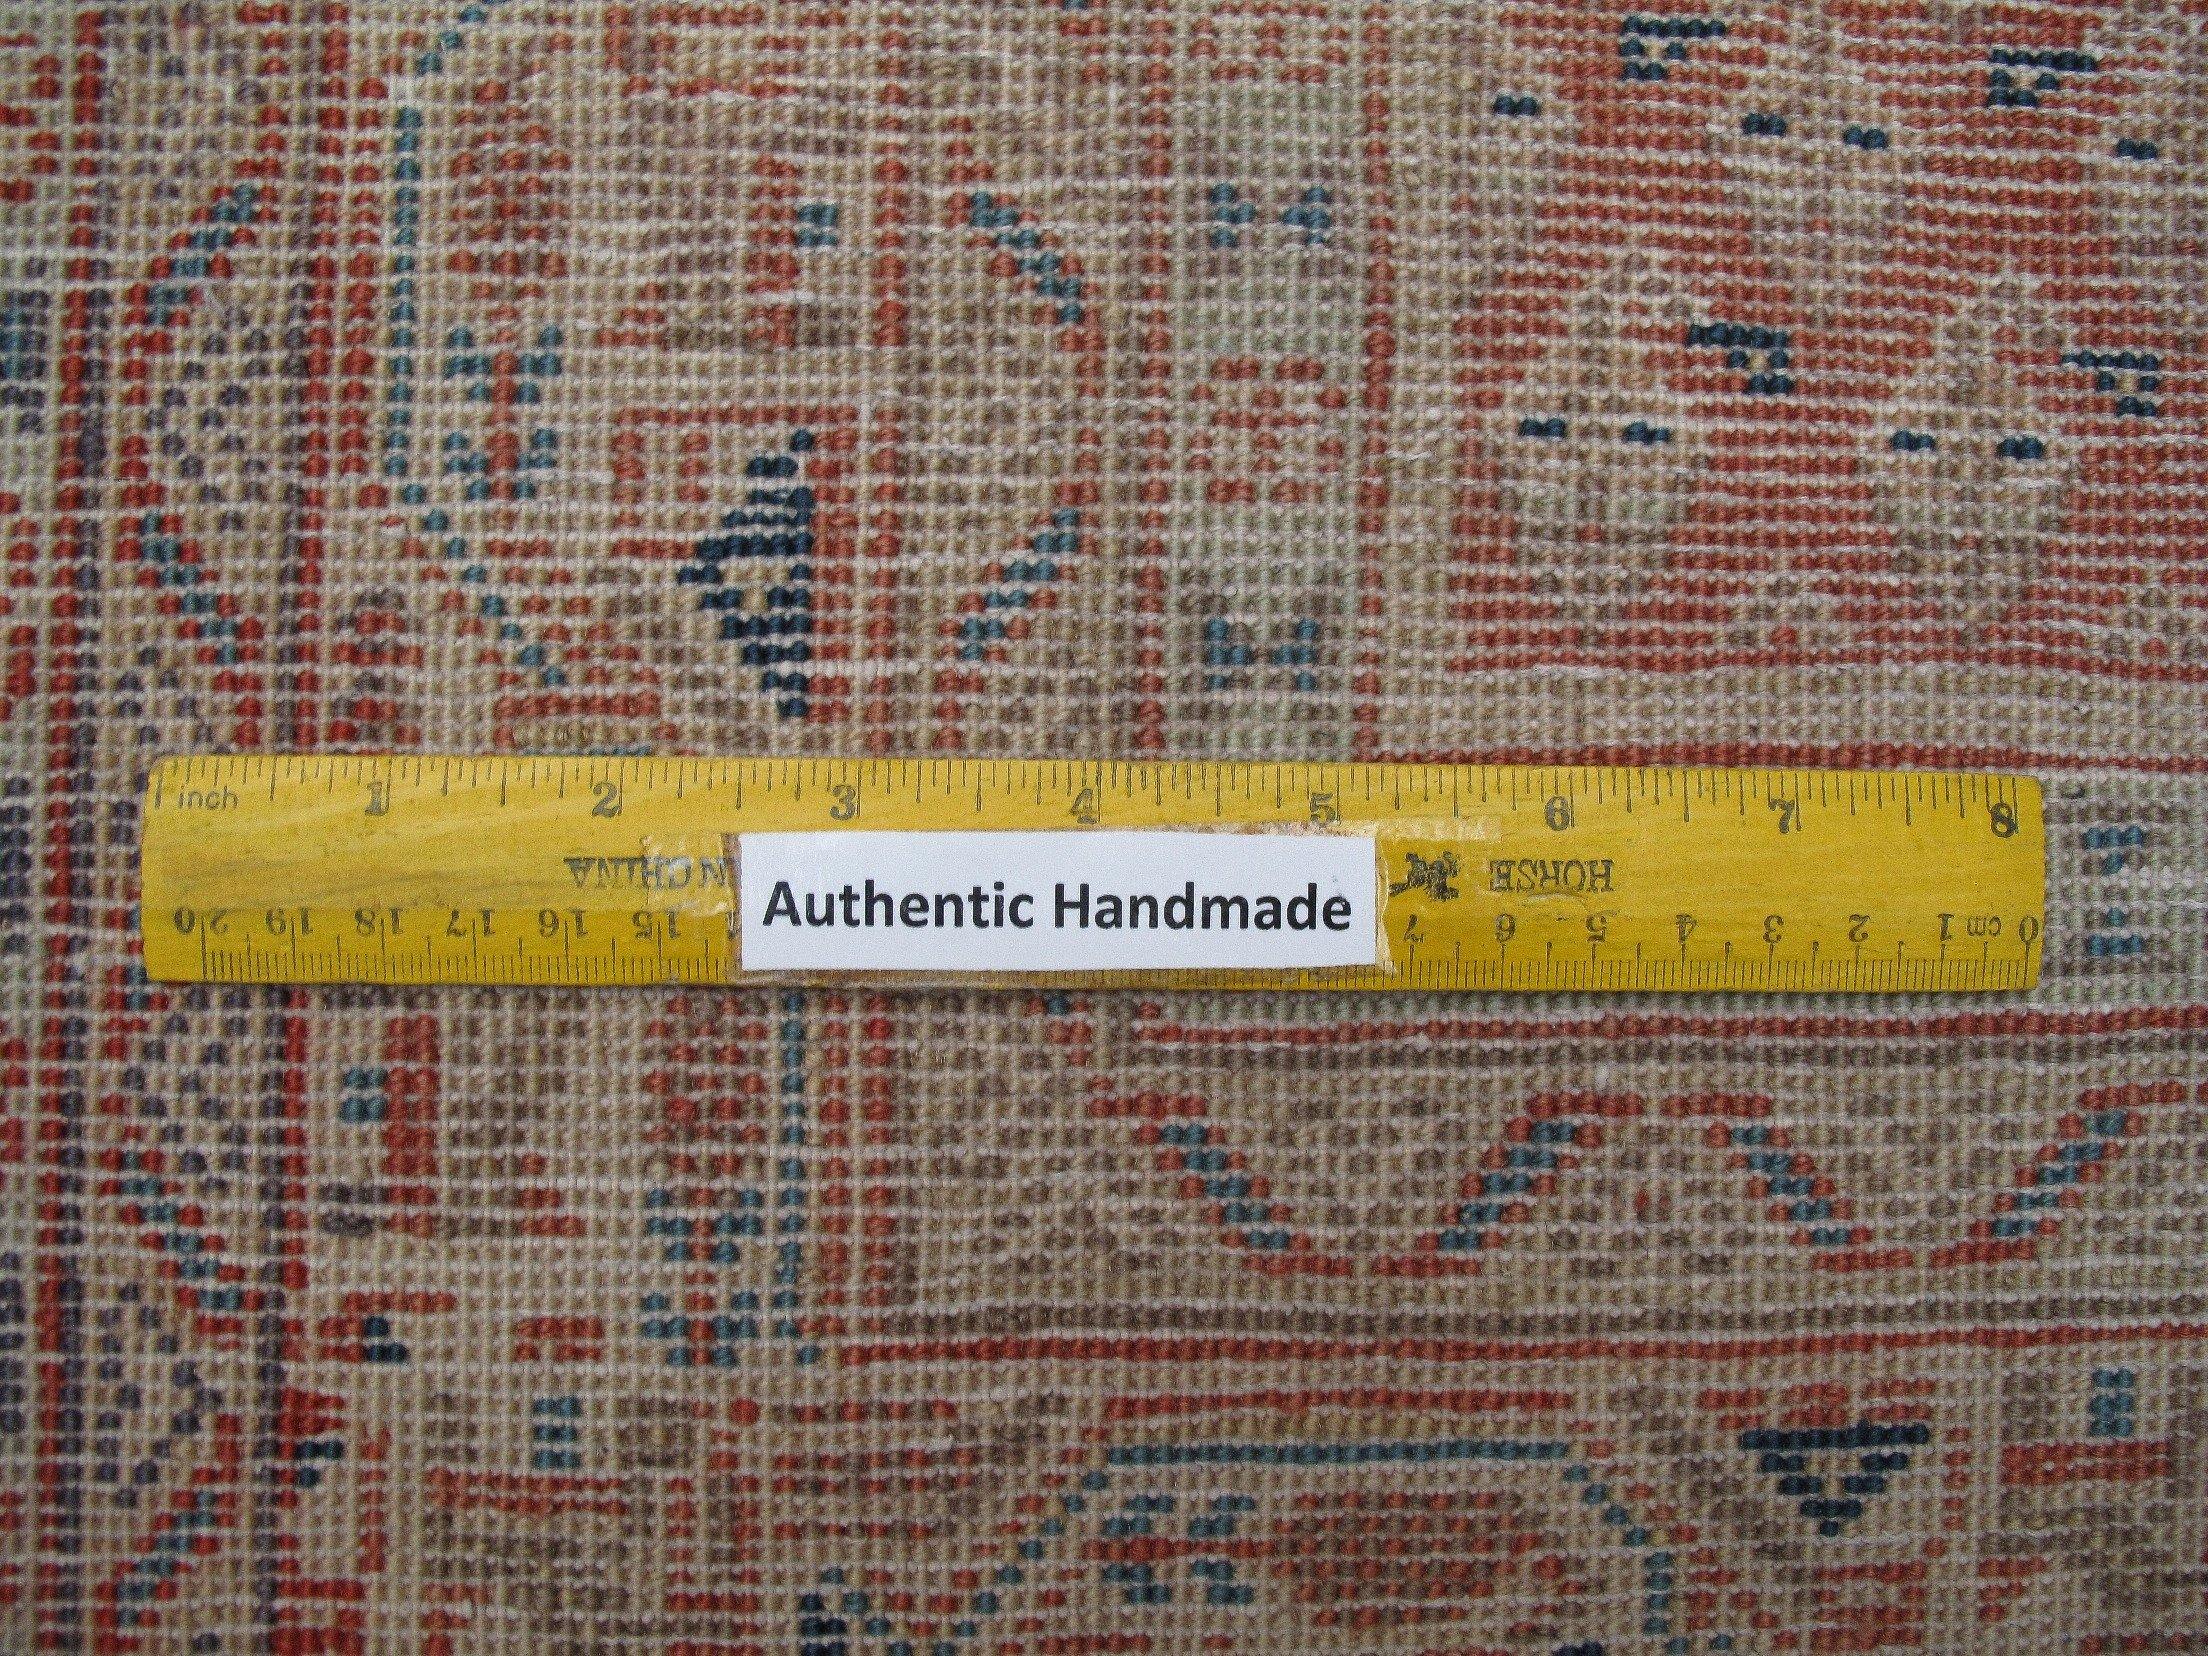 inch 1 2 3 4 5 6 7 8
Authentic Handmade
HORSE
N CHINA
0 cm 1 2 3 4 5 6 7 15 16 17 18 19 20